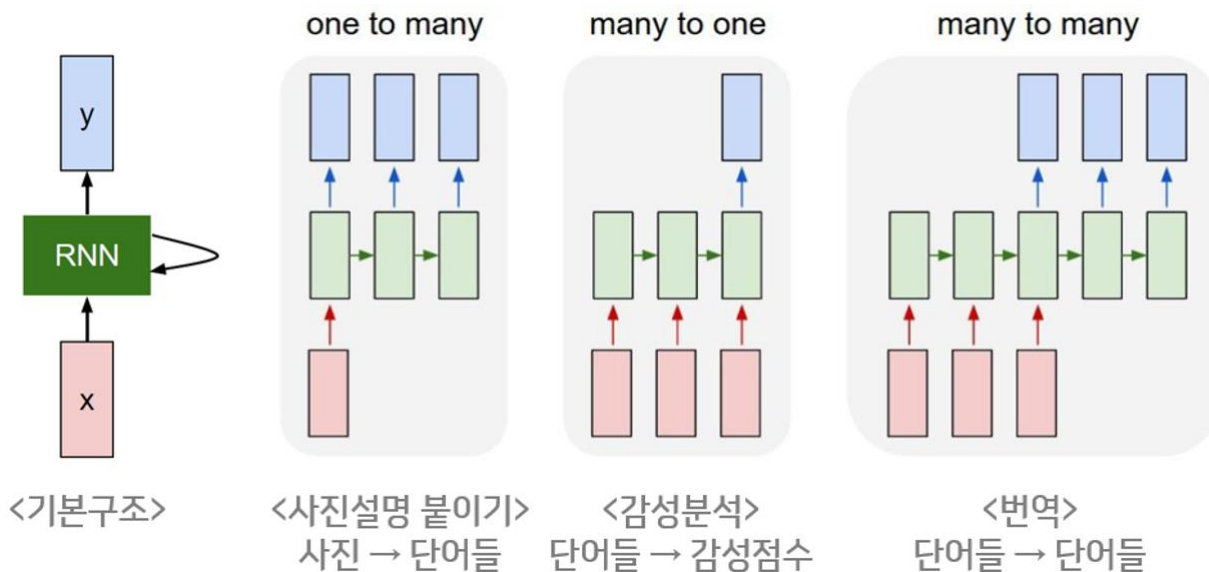 one to many
many to one
many to many
y
RNN
x
<기본구조>
<사진설명 붙이기>
사진 → 단어들
<감성분석>
단어들 → 감성점수
<번역>
단어들 → 단어들